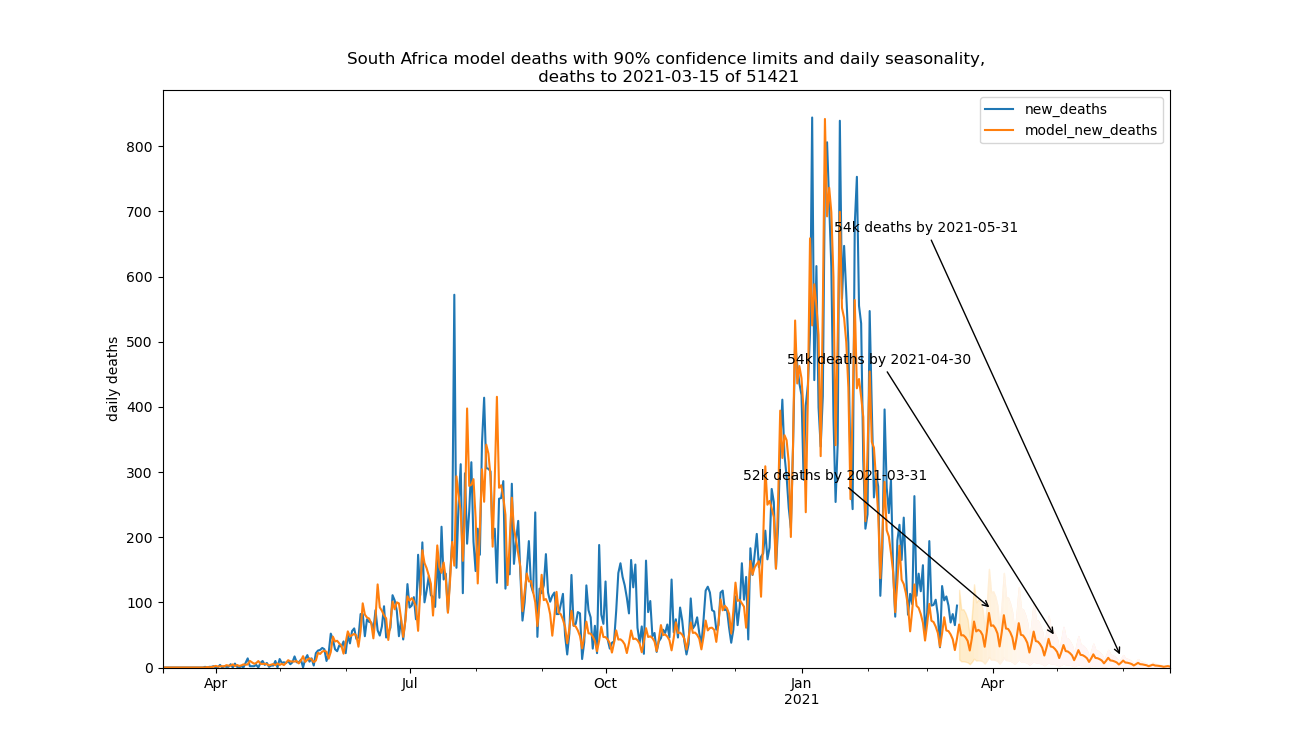 South Africa model deaths with 90% confidence limits and daily seasonality,
deaths to 2021-03-15 of 51421
new_deaths
model_new_deaths
800
700
600
500
400
300
200
100
0
daily deaths
54k deaths by 2021-05-31
54k deaths by 2021-04-30
52k deaths by 2021-03-31
Apr
Jul
Oct
Jan
2021
Apr